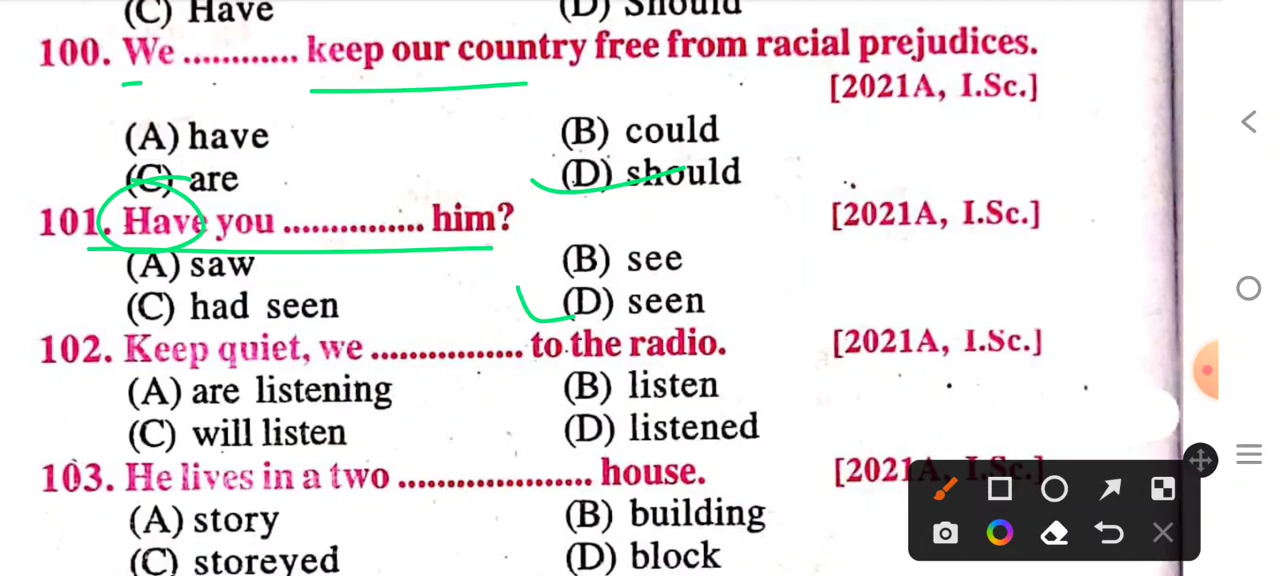 (C) Have (D) Should
100. We ............ keep our country free from racial prejudices.
[2021A, I.Sc.]
(A) have (B) could
(C) are (D) should
101. Have you ............... him? [2021A, I.Sc.]
(A) saw (B) see
(C) had seen (D) seen
102. Keep quiet, we ................ to the radio. [2021A, I.Sc.]
(A) are listening (B) listen
(C) will listen (D) listened
103. He lives in a two .................... house. [2021A, I.Sc.]
(A) story (B) building
(C) storeyed (D) block